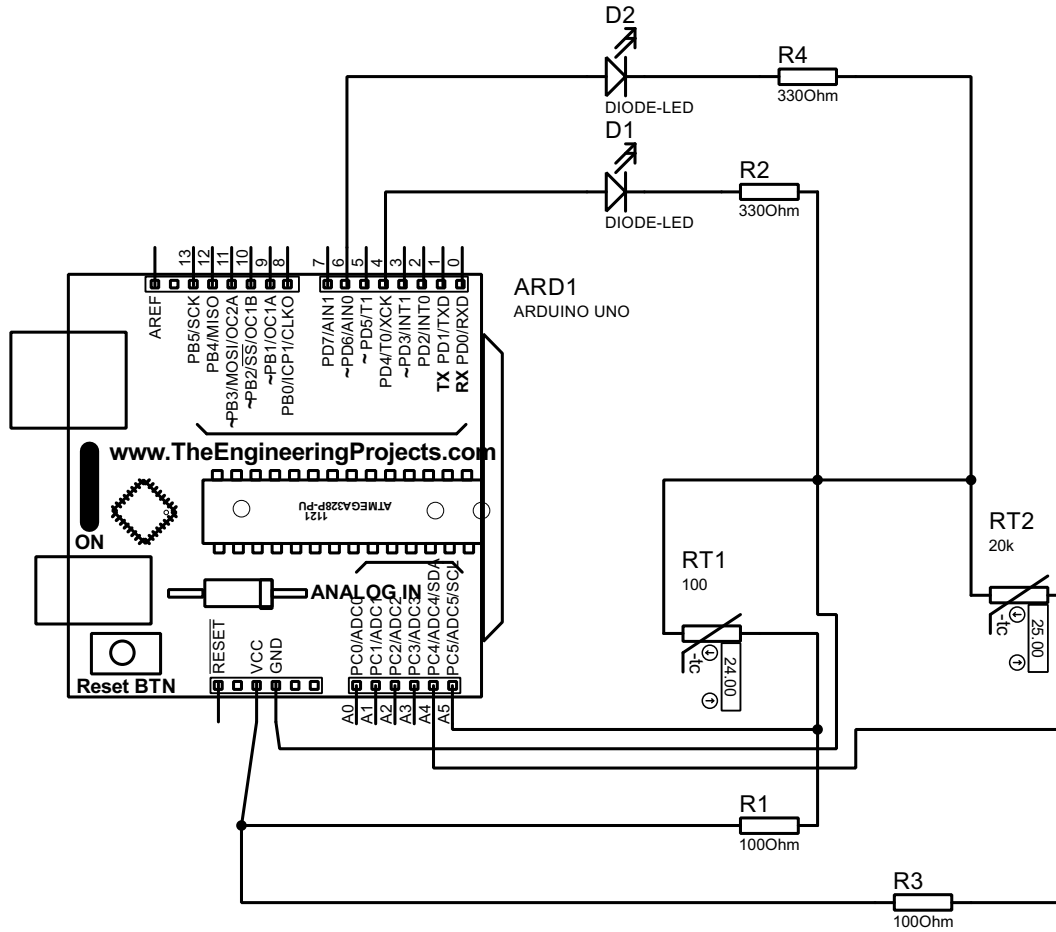 D2
DIODE-LED
R4
330Ohm
D1
DIODE-LED
R2
330Ohm
ARD1
ARDUINO UNO
AREF
13
12
11
10
9
8
7
6
5
4
3
2
1
0
PB5/SCK
PB4/MISO
~PB3/MOSI/OC2A
~PB2/SS/OC1B
~PB1/OC1A
PB0/ICP1/CLKO
PD7/AIN1
~PD6/AIN0
~PD5/T1
PD4/T0/XCK
~PD3/INT1
PD2/INT0
TX PD1/TXD
RX PD0/RXD
www.TheEngineeringProjects.com
1121
ATMEGA328P-PU
ON
ANALOG IN
Reset BTN
RESET
VCC
GND
PC0/ADC0
PC1/ADC1
PC2/ADC2
PC3/ADC3
PC4/ADC4/SDA
PC5/ADC5/SCL
A0
A1
A2
A3
A4
A5
RT1
100
-tc
24.00
RT2
20k
-tc
25.00
R1
100Ohm
R3
100Ohm